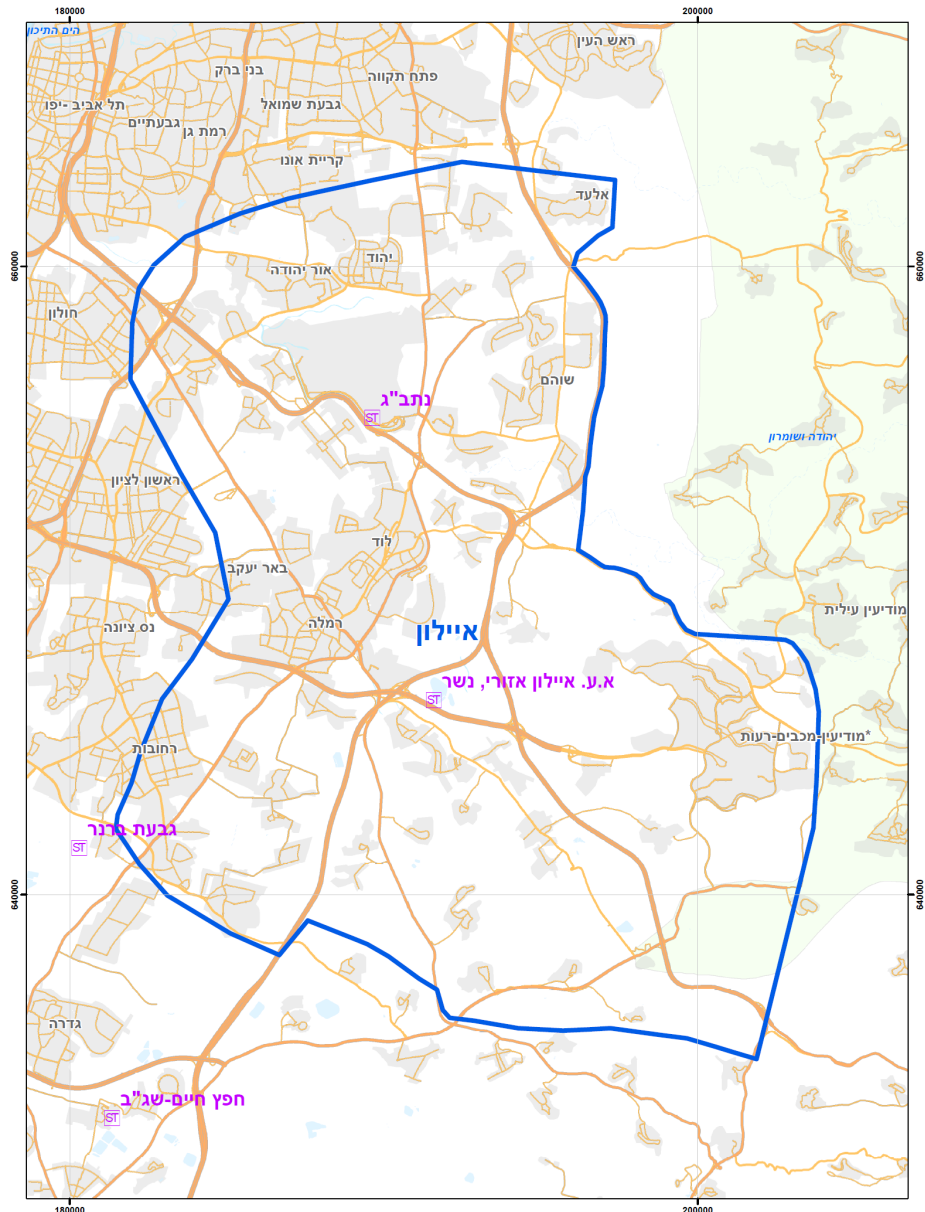 180000 200000
הים התיכון
ראש העין
בני ברק
פתח תקווה
תל אביב -יפו
גבעת שמואל
גבעתיים
רמת גן
קריית אונו
אלעד
יהוד
660000 660000
אור יהודה
חולון
שוהם
נתב"ג
ST
יהודה ושומרון
ראשון לציון
לוד
באר יעקב
מודיעין עילית
רמלה
נס ציונה
איילון
א.ע. איילון אזורי, נשר
ST
*מודיעין-מכבים-רעות
רחובות
גבעת ברנר
ST
640000 640000
גדרה
חפץ חיים-שג"ב
ST
180000 200000